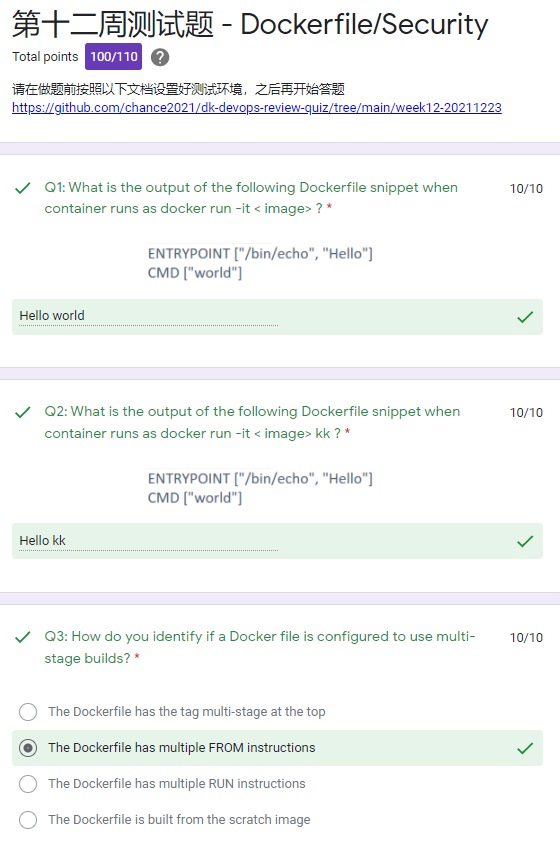 第十二周测试题 - Dockerfile/Security
Total points 100/110 ?
请在做题前按照以下文档设置好测试环境，之后再开始答题
https://github.com/chance2021/dk-devops-review-quiz/tree/main/week12-20211223
Q1: What is the output of the following Dockerfile snippet when 10/10
container runs as docker run -it < image> ? *
ENTRYPOINT ["/bin/echo", "Hello"]
CMD ["world"]
Hello world
Q2: What is the output of the following Dockerfile snippet when 10/10
container runs as docker run -it < image> kk ? *
ENTRYPOINT ["/bin/echo", "Hello"]
CMD ["world"]
Hello kk
Q3: How do you identify if a Docker file is configured to use multi- 10/10
stage builds? *
The Dockerfile has the tag multi-stage at the top
The Dockerfile has multiple FROM instructions
The Dockerfile has multiple RUN instructions
The Dockerfile is built from the scratch image